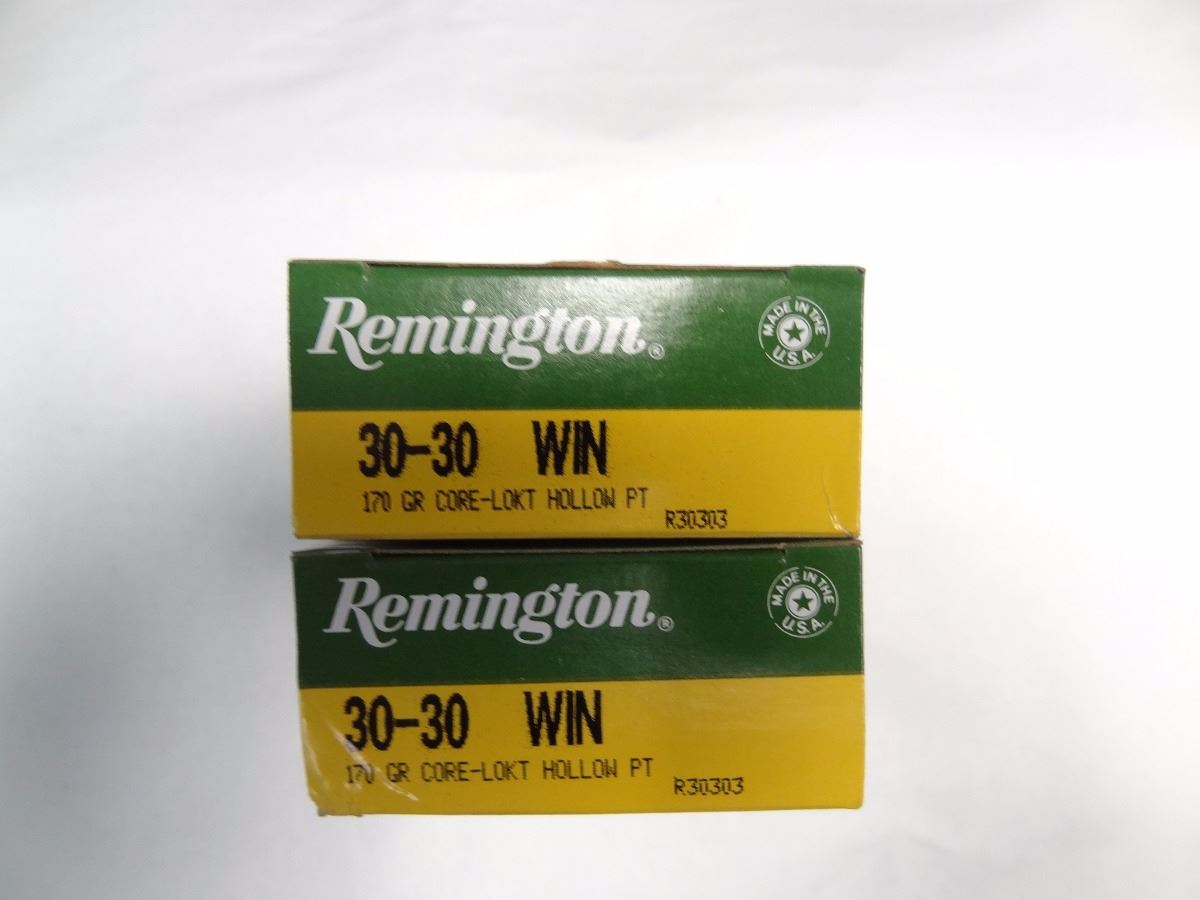 Remington®
MADE IN THE
U.S.A.
30-30 WIN
170 GR CORE-LOKT HOLLOW PT
R30303
Remington®
MADE IN THE
U.S.A.
30-30 WIN
170 GR CORE-LOKT HOLLOW PT
R30303